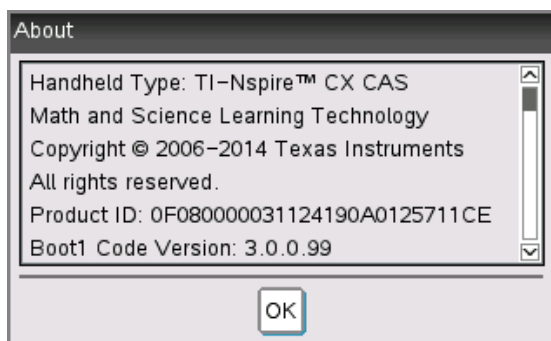 About
Handheld Type: TI-Nspire™ CX CAS
Math and Science Learning Technology
Copyright © 2006-2014 Texas Instruments
All rights reserved.
Product ID: 0F080000031124190A0125711CE
Boot1 Code Version: 3.0.0.99
OK